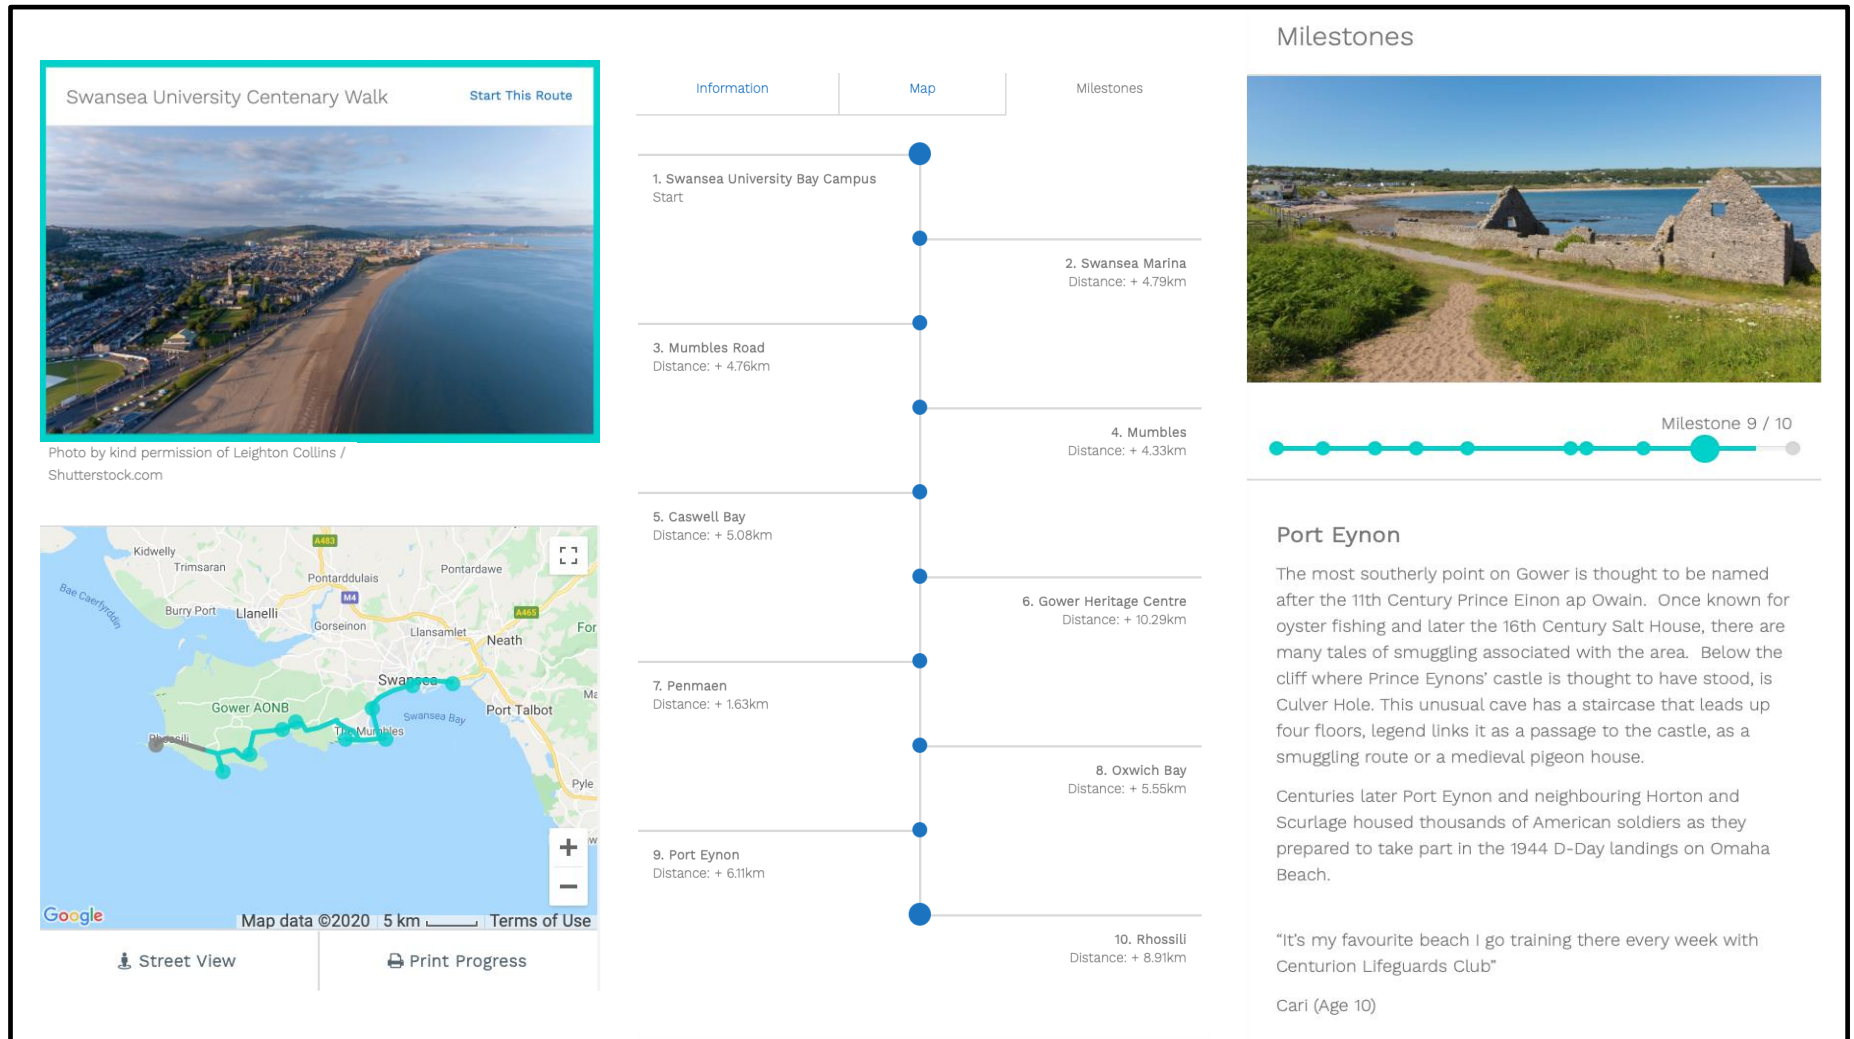 Swansea University Centenary Walk
Start This Route
Photo by kind permission of Leighton Collins /
Shutterstock.com
A483
Kidwelly
Trimsaran
Pontarddulais
Pontardawe
Bae Caerfyrddin
M4
Burry Port
Llanelli
A465
Gorseinon
Llansamlet
Neath
For
Swansea
Ma
Gower AONB
Swansea Bay
Port Talbot
The Mumbles
Rhossili
Pyle
w
+
−
Google
Map data ©2020
5 km
Terms of Use
Street View
Print Progress
Information
Map
Milestones
1. Swansea University Bay Campus
Start
2. Swansea Marina
Distance: + 4.79km
3. Mumbles Road
Distance: + 4.76km
4. Mumbles
Distance: + 4.33km
5. Caswell Bay
Distance: + 5.08km
6. Gower Heritage Centre
Distance: + 10.29km
7. Penmaen
Distance: + 1.63km
8. Oxwich Bay
Distance: + 5.55km
9. Port Eynon
Distance: + 6.11km
10. Rhossili
Distance: + 8.91km
Milestones
Milestone 9 / 10
Port Eynon
The most southerly point on Gower is thought to be named
after the 11th Century Prince Einon ap Owain.  Once known for
oyster fishing and later the 16th Century Salt House, there are
many tales of smuggling associated with the area.  Below the
cliff where Prince Eynons’ castle is thought to have stood, is
Culver Hole. This unusual cave has a staircase that leads up
four floors, legend links it as a passage to the castle, as a
smuggling route or a medieval pigeon house.
Centuries later Port Eynon and neighbouring Horton and
Scurlage housed thousands of American soldiers as they
prepared to take part in the 1944 D-Day landings on Omaha
Beach.
“It’s my favourite beach I go training there every week with
Centurion Lifeguards Club”
Cari (Age 10)